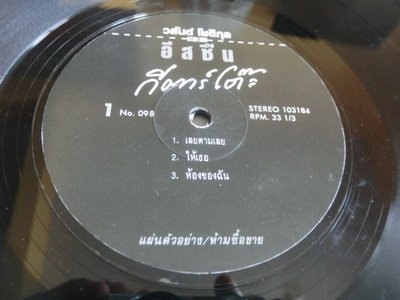 วสันต์ โชติกุล
อีสซึ่น
กีตาร์โต๊ะ
1 No. 098
STEREO 103184
RPM. 33 1/3
1. เลยตามเลย
2. ให้เธอ
3. ห้องของฉัน
แผ่นตัวอย่าง/ห้ามซื้อขาย